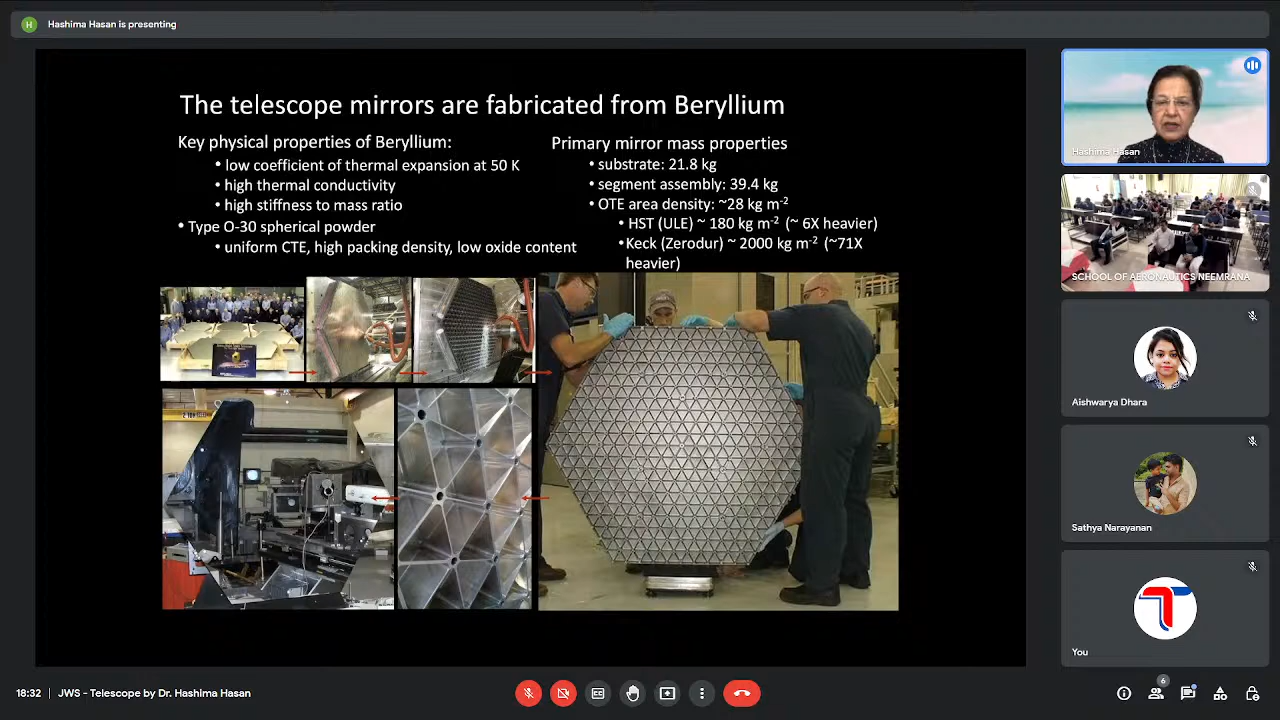 H
Hashima Hasan is presenting
The telescope mirrors are fabricated from Beryllium
Key physical properties of Beryllium:
• low coefficient of thermal expansion at 50 K
• high thermal conductivity
• high stiffness to mass ratio
• Type O-30 spherical powder
• uniform CTE, high packing density, low oxide content
Primary mirror mass properties
• substrate: 21.8 kg
• segment assembly: 39.4 kg
• OTE area density: ~28 kg m-2
• HST (ULE) ~ 180 kg m-2 (~ 6X heavier)
• Keck (Zerodur) ~ 2000 kg m-2 (~71X
heavier)
Hashima Hasan
SCHOOL OF AERONAUTICS NEEMRANA
Aishwarya Dhara
Sathya Narayanan
T
You
18:32 | JWS - Telescope by Dr. Hashima Hasan
6